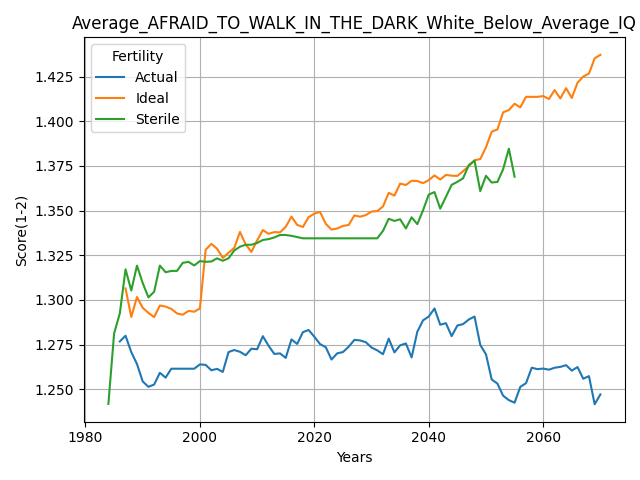 Average_AFRAID_TO_WALK_IN_THE_DARK_White_Below_Average_IQ
Fertility
Actual
Ideal
Sterile
1.425
1.400
1.375
1.350
1.325
1.300
1.275
1.250
Score(1-2)
1980
2000
2020
2040
2060
Years